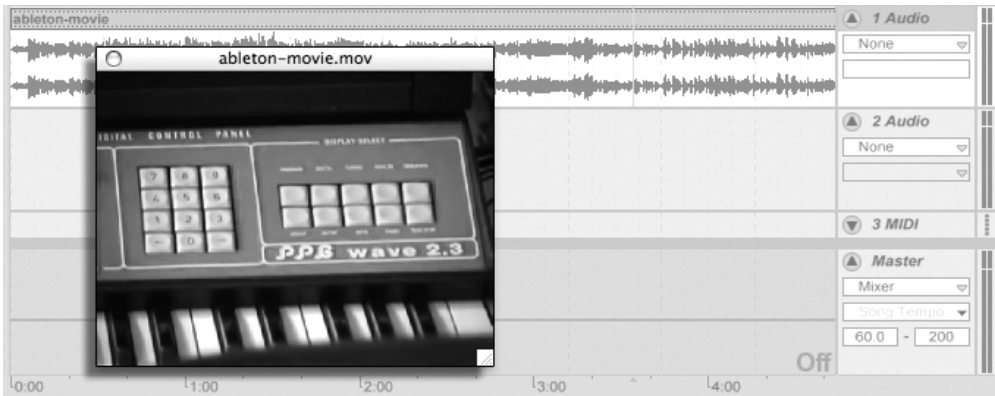 ableton-movie
1 Audio
None
ableton-movie.mov
DIGITAL CONTROL PANEL
DISPLAY SELECT
7 8 9
4 5 6
1 2 3
0
PPG wave 2.3
2 Audio
None
3 MIDI
Master
Mixer
Song Tempo
60.0 - 200
Off
0:00 1:00 2:00 3:00 4:00